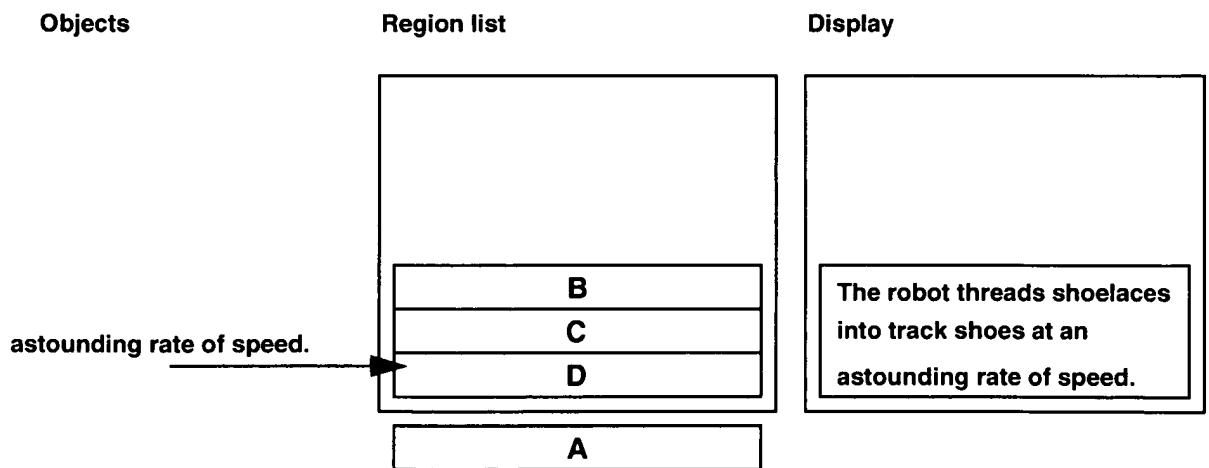 Objects
Region list
Display
astounding rate of speed.
B
C
D
A
The robot threads shoelaces
into track shoes at an
astounding rate of speed.